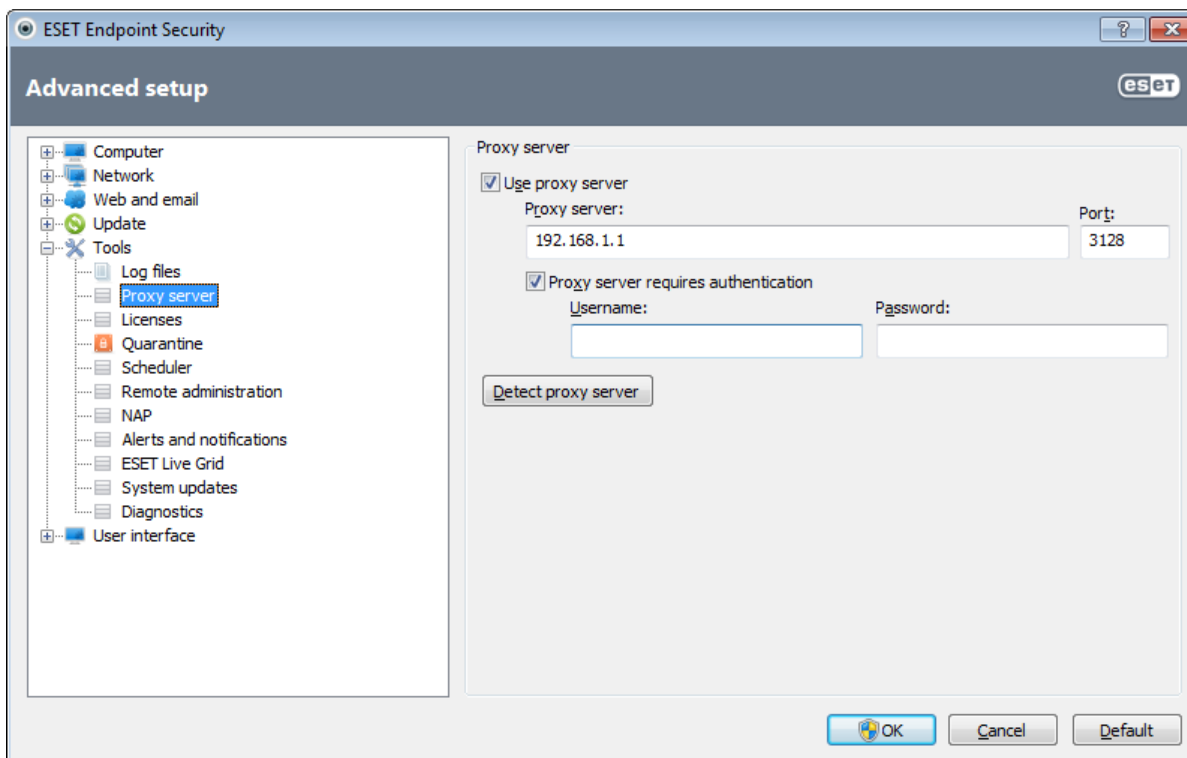 ESET Endpoint Security
?
Advanced setup
eseT
Computer
Network
Web and email
Update
Tools
Log files
Proxy server
Licenses
Quarantine
Scheduler
Remote administration
NAP
Alerts and notifications
ESET Live Grid
System updates
Diagnostics
User interface
Proxy server
Use proxy server
Proxy server: Port:
192.168.1.1 3128
Proxy server requires authentication
Username: Password:
Detect proxy server
OK Cancel Default